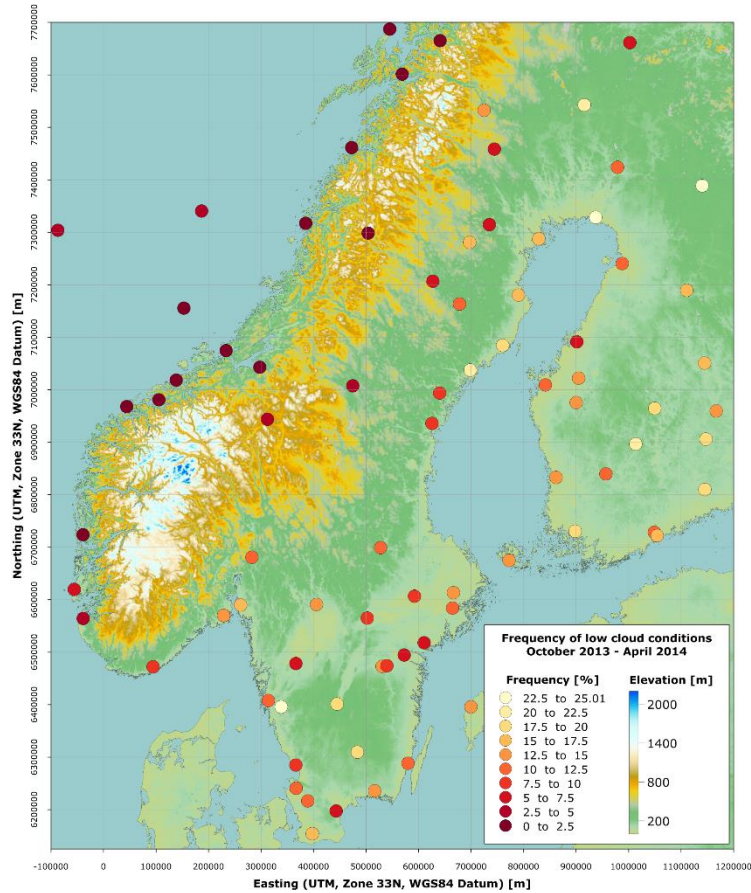 7700000
7600000
7500000
7400000
7300000
7200000
7100000
7000000
6900000
6800000
6700000
6600000
6500000
6400000
6300000
6200000
Northing (UTM, Zone 33N, WGS84 Datum) [m]
Frequency of low cloud conditions
October 2013 - April 2014
Frequency [%] Elevation [m]
22.5 to 25.01
20 to 22.5
17.5 to 20
15 to 17.5
12.5 to 15
10 to 12.5
7.5 to 10
5 to 7.5
2.5 to 5
0 to 2.5
2000
1400
800
200
-100000 0 100000 200000 300000 400000 500000 600000 700000 800000 900000 1000000 1100000 1200000
Easting (UTM, Zone 33N, WGS84 Datum) [m]